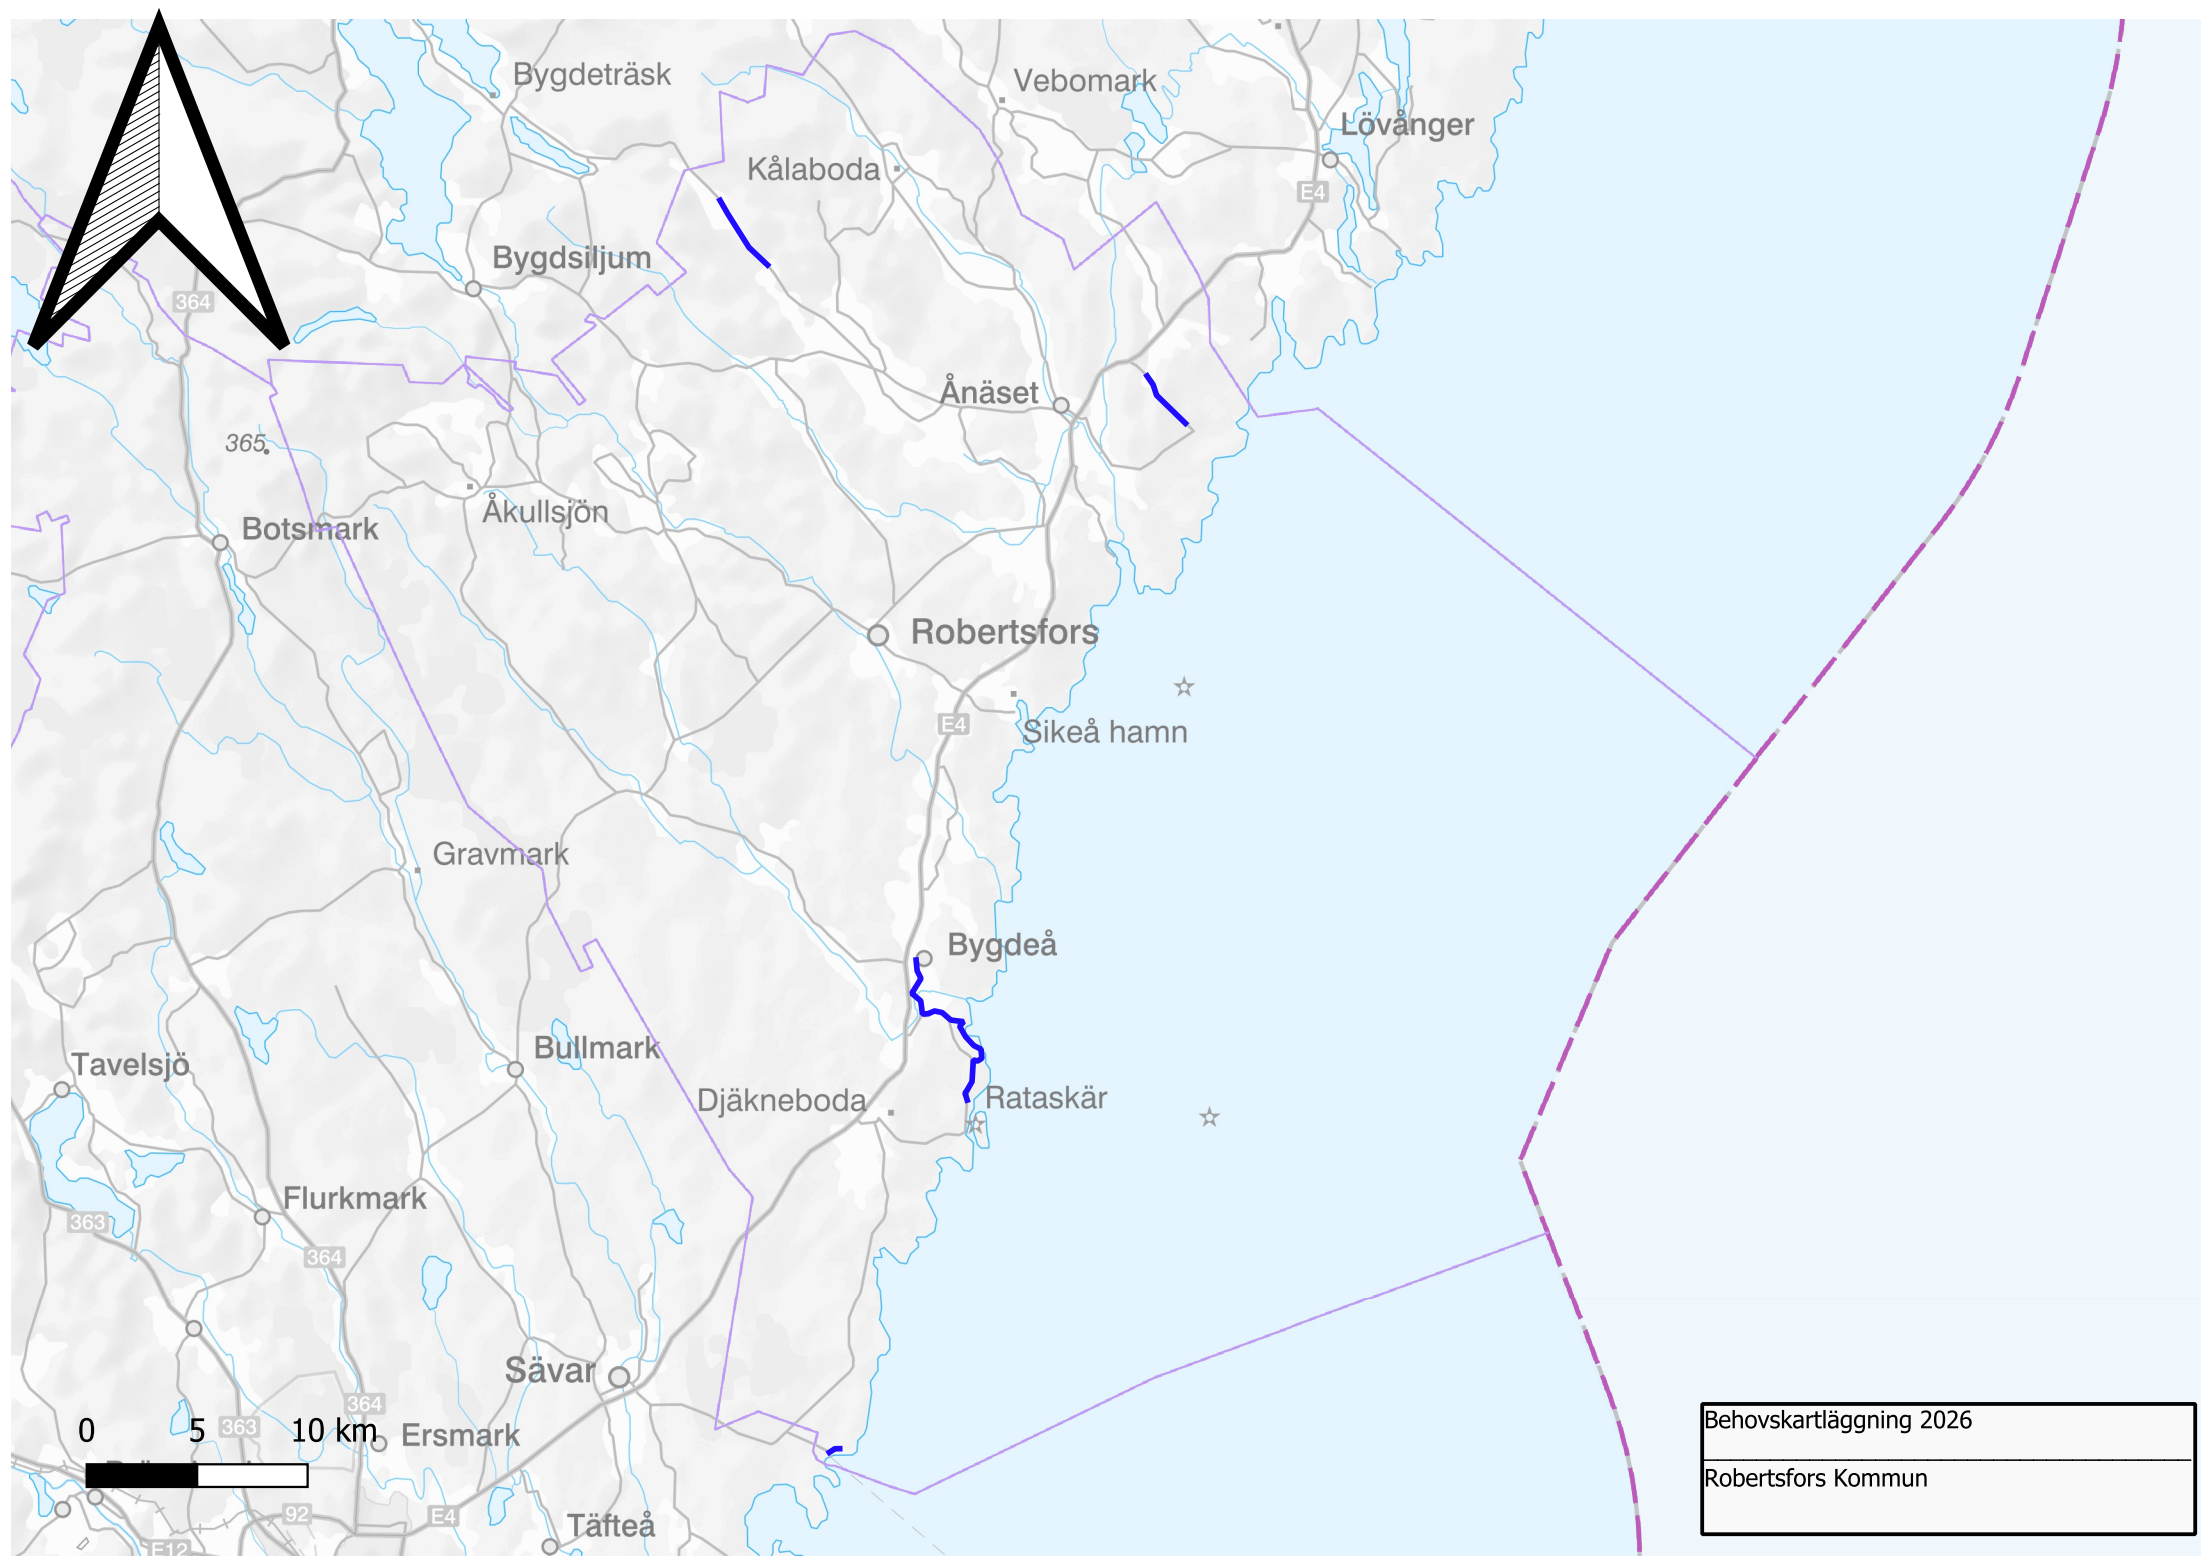 Bygdeträsk
Vebomark
Lövånger
Kålaboda
E4
Bygdsiljum
364
Ånäset
365
Åkullsjön
Botsmark
Robertsfors
E4
Sikeå hamn
Gravmark
Bygdeå
Bullmark
Tavelsjö
Djäkneboda
Rataskär
Flurkmark
363
364
Sävar
364
363
Ersmark
0 5 10 km
92
E4
Täfteå
E12
Behovskartläggning 2026
Robertsfors Kommun